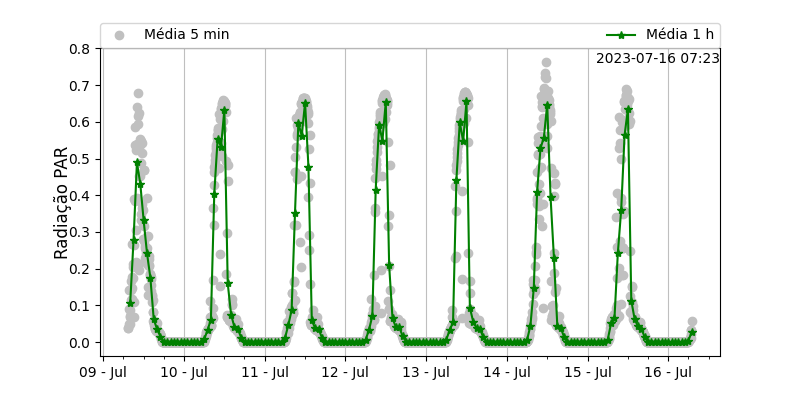 Média 5 min
Média 1 h
2023-07-16 07:23
Radiação PAR
0.8
0.7
0.6
0.5
0.4
0.3
0.2
0.1
0.0
09 - Jul
10 - Jul
11 - Jul
12 - Jul
13 - Jul
14 - Jul
15 - Jul
16 - Jul